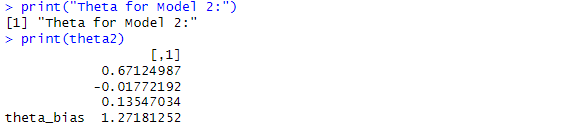 > print("Theta for Model 2:")
[1] "Theta for Model 2:"
> print(theta2)
[,1]
0.67124987
-0.01772192
0.13547034
theta_bias 1.27181252